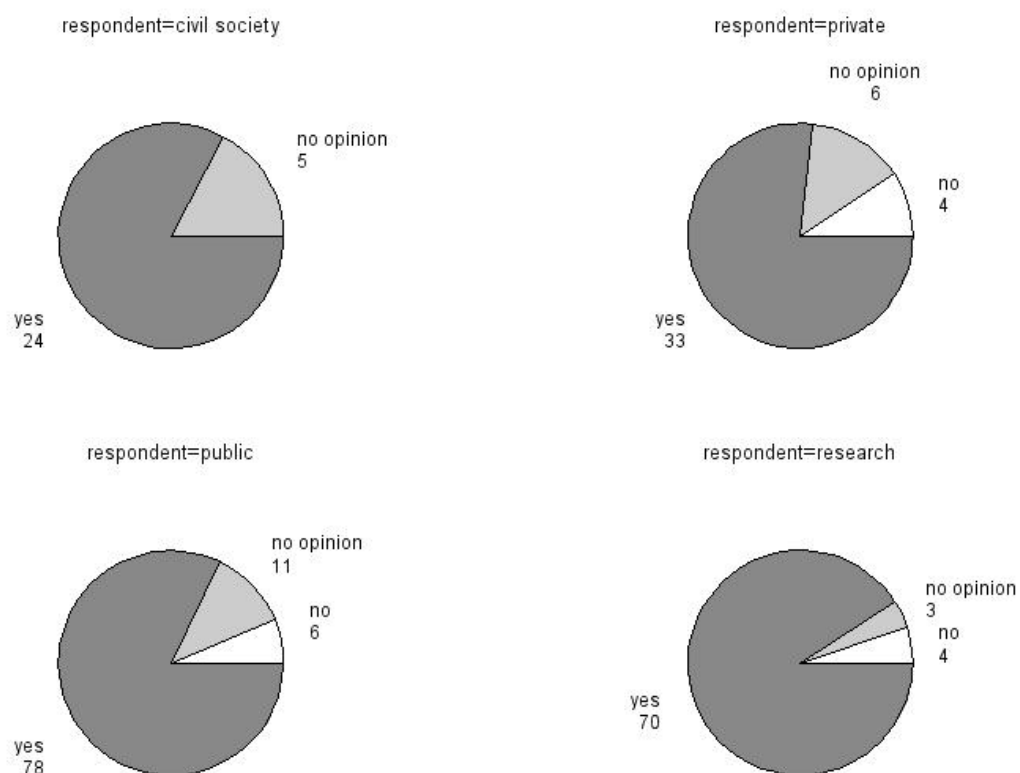 respondent=civil society
no opinion
5
yes
24
respondent=private
no opinion
6
no
4
yes
33
respondent=public
no opinion
11
no
6
yes
78
respondent=research
no opinion
3
no
4
yes
70